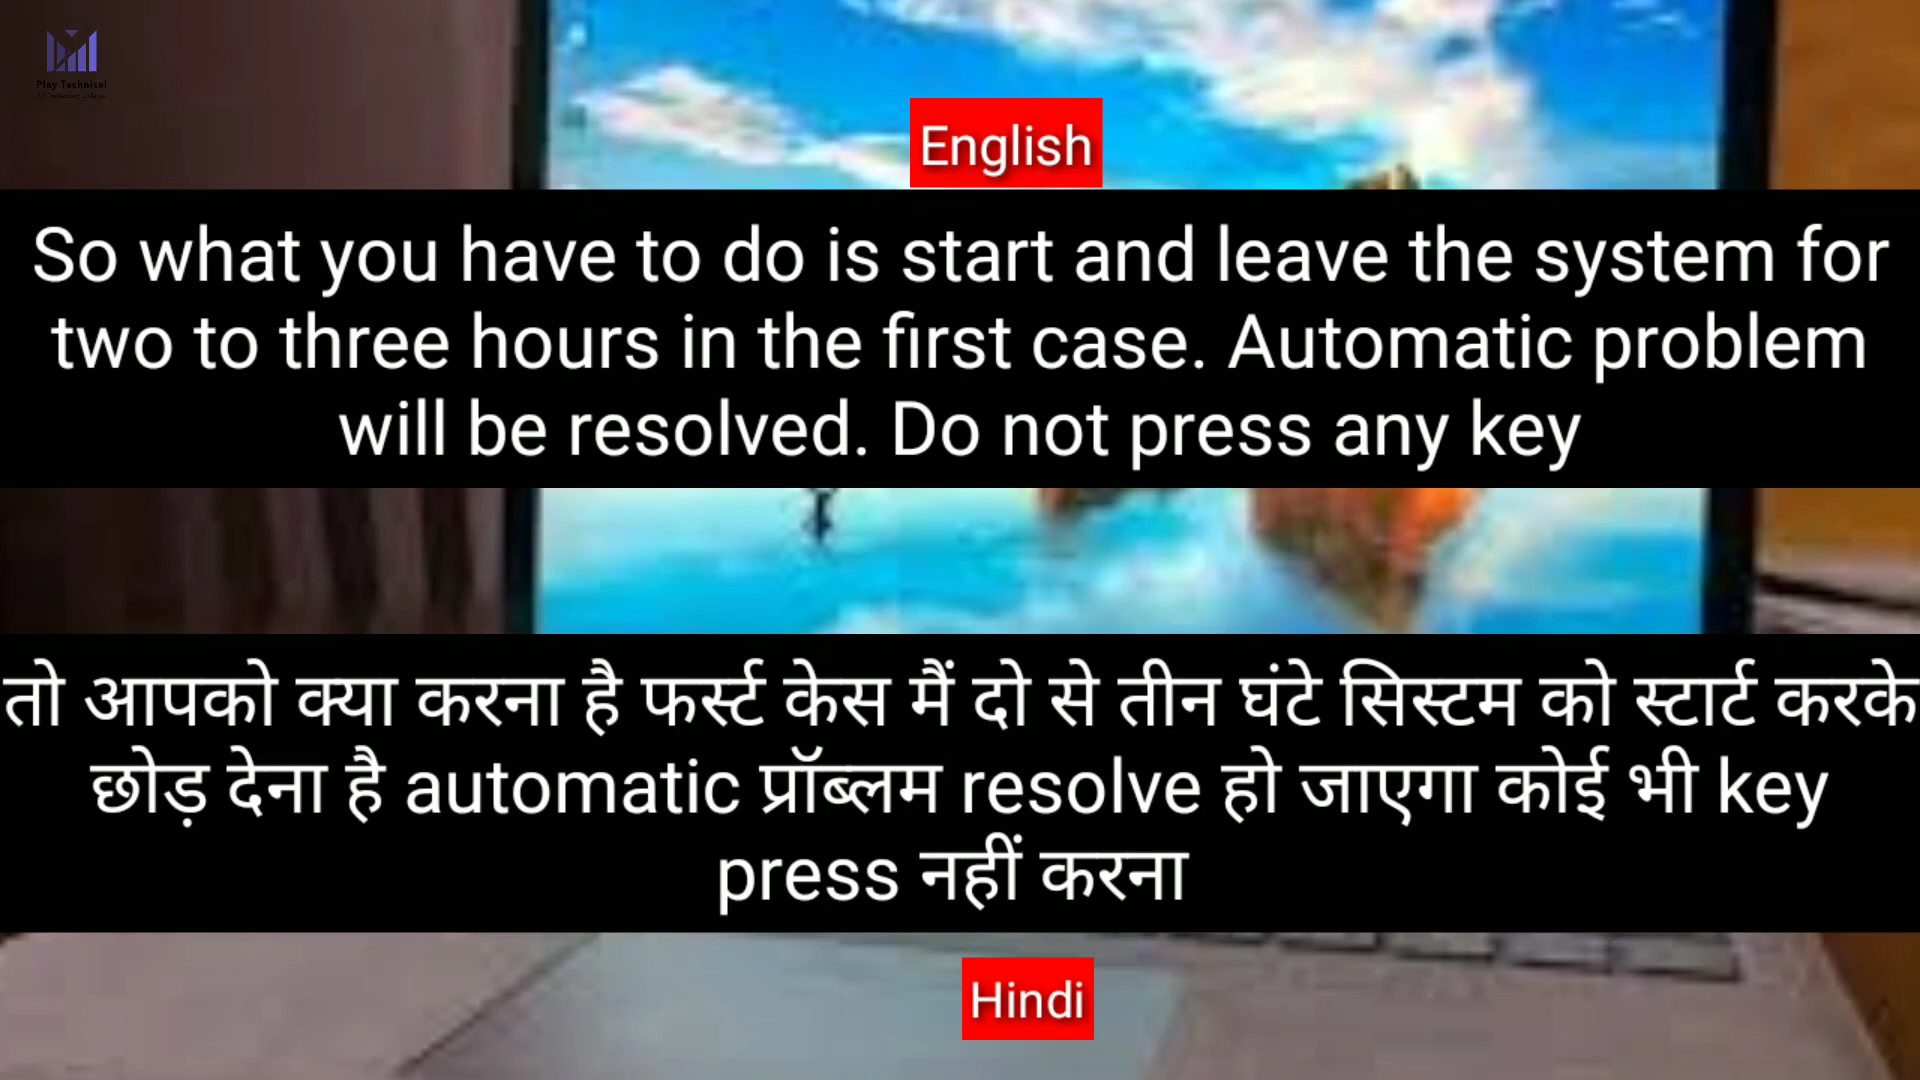 Play Technical
English
So what you have to do is start and leave the system for
two to three hours in the first case. Automatic problem
will be resolved. Do not press any key
तो आपको क्या करना है फर्स्ट केस मैं दो से तीन घंटे सिस्टम को स्टार्ट करके
छोड़ देना है automatic प्रॉब्लम resolve हो जाएगा कोई भी key
press नहीं करना
Hindi